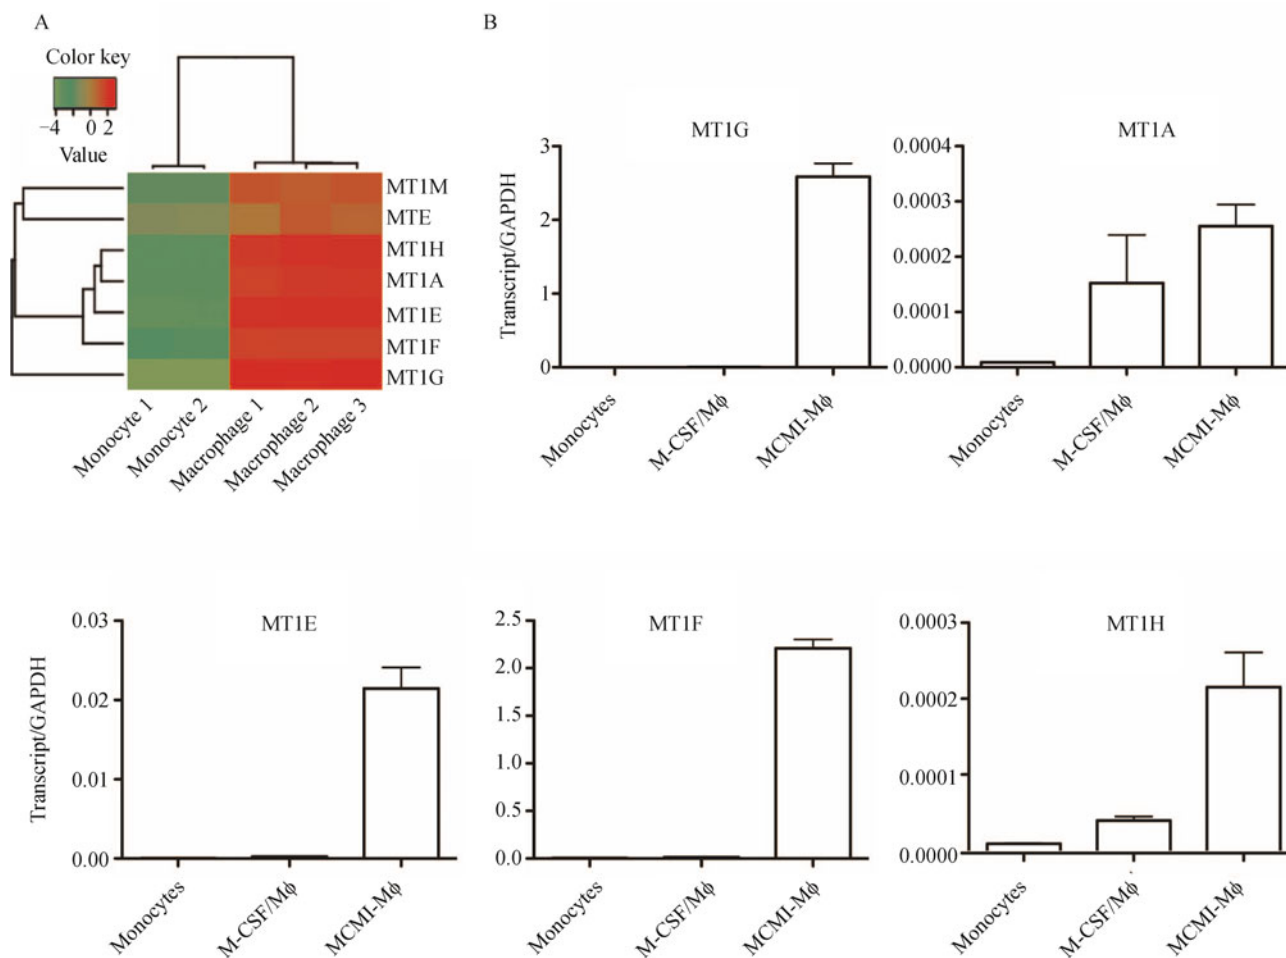 A
Color key
−4 0 2
Value
MT1M
MTE
MT1H
MT1A
MT1E
MT1F
MT1G
Monocyte 1
Monocyte 2
Macrophage 1
Macrophage 2
Macrophage 3
B
MT1G
Transcript/GAPDH
3
2
1
0
Monocytes
M-CSF/Mϕ
MCMI-Mϕ
MT1A
0.0004
0.0003
0.0002
0.0001
0.0000
Monocytes
M-CSF/Mϕ
MCMI-Mϕ
MT1E
Transcript/GAPDH
0.03
0.02
0.01
0.00
Monocytes
M-CSF/Mϕ
MCMI-Mϕ
MT1F
2.5
2.0
1.5
1.0
0.5
0.0
Monocytes
M-CSF/Mϕ
MCMI-Mϕ
MT1H
0.0003
0.0002
0.0001
0.0000
Monocytes
M-CSF/Mϕ
MCMI-Mϕ